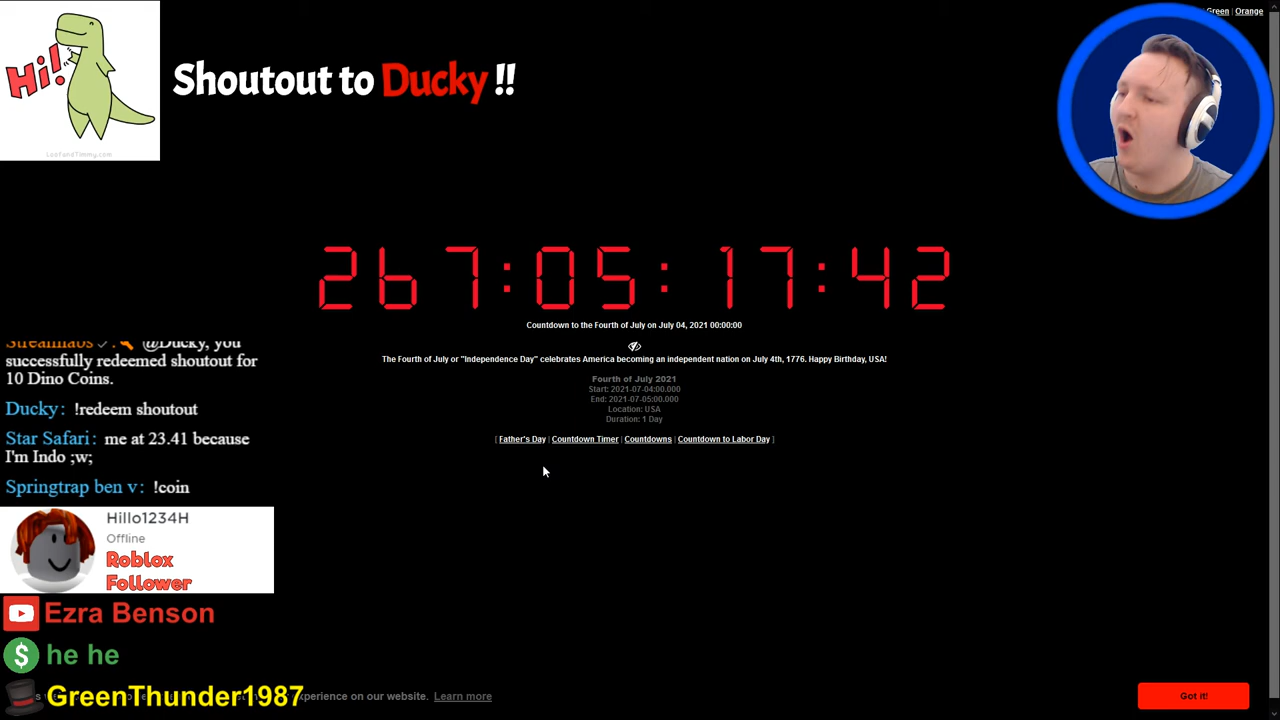 Green | Orange
Hi!
LastandTimmy.com
Shoutout to Ducky !!
267:05:17:42
Countdown to the Fourth of July on July 04, 2021 00:00:00
The Fourth of July or "Independence Day" celebrates America becoming an independent nation on July 4th, 1776. Happy Birthday, USA!
Fourth of July 2021
Start: 2021-07-04:00.000
End: 2021-07-05:00.000
Location: USA
Duration: 1 Day
[ Father's Day | Countdown Timer | Countdowns | Countdown to Labor Day ]
Streamlabs : @Ducky, you
successfully redeemed shoutout for
10 Dino Coins.
Ducky : !redeem shoutout
Star Safari : me at 23.41 because
I'm Indo ;w;
Springtrap ben v : !coin
Hillo1234H
Offline
Roblox
Follower
Ezra Benson
$ he he
GreenThunder1987
xperience on our website. Learn more
Got it!